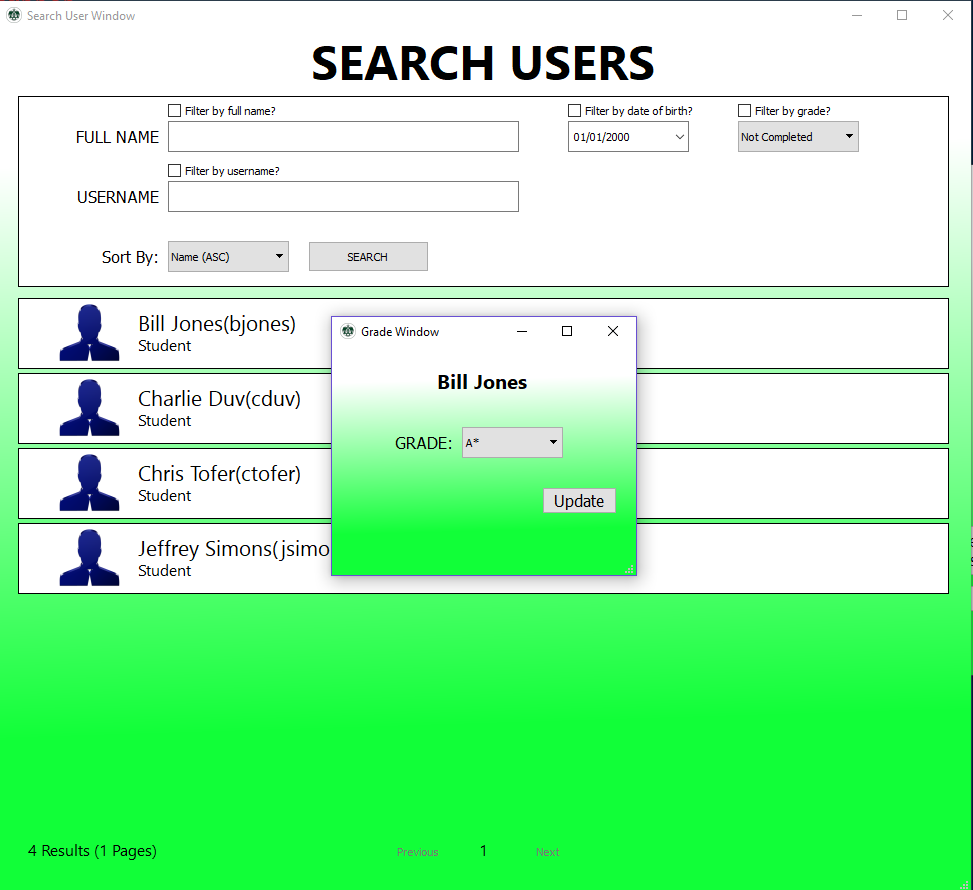 Search User Window
SEARCH USERS
Filter by full name?
Filter by date of birth?
Filter by grade?
FULL NAME
01/01/2000
Not Completed
Filter by username?
USERNAME
Sort By:
Name (ASC)
SEARCH
Bill Jones(bjones)
Student
Charlie Duv(cduv)
Student
Chris Tofer(ctofer)
Student
Jeffrey Simons(jsimo
Student
Grade Window
Bill Jones
GRADE:
A*
Update
4 Results (1 Pages)
Previous
1
Next